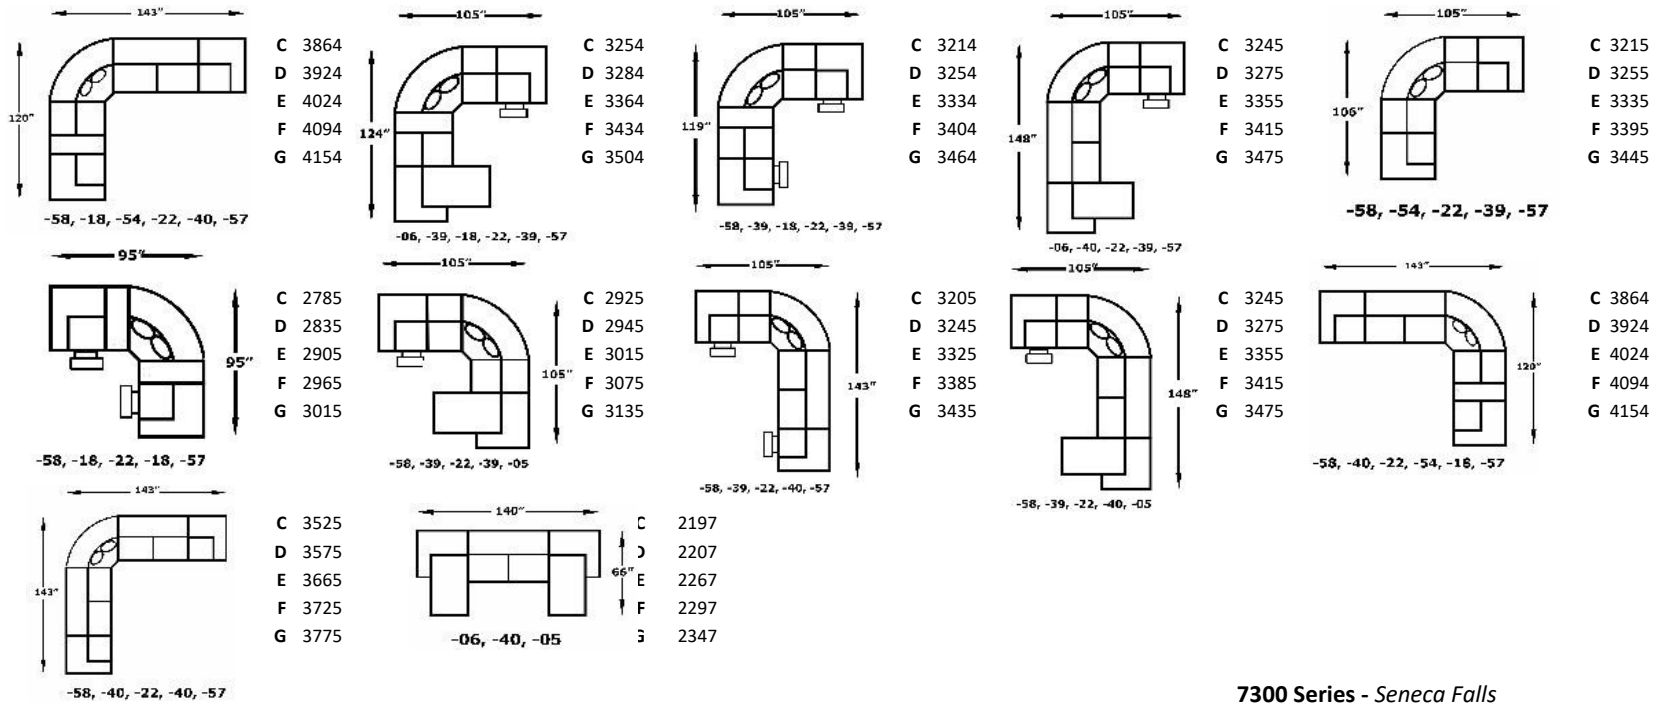 143"
120"
C 3864
D 3924
E 4024
F 4094
G 4154
-58, -18, -54, -22, -40, -57
105"
124"
C 3254
D 3284
E 3364
F 3434
G 3504
-06, -39, -18, -22, -39, -57
105"
119"
C 3214
D 3254
E 3334
F 3404
G 3464
-58, -39, -18, -22, -39, -57
105"
148"
C 3245
D 3275
E 3355
F 3415
G 3475
-06, -40, -22, -39, -57
105"
106"
C 3215
D 3255
E 3335
F 3395
G 3445
-58, -54, -22, -39, -57
95"
95"
C 2785
D 2835
E 2905
F 2965
G 3015
-58, -18, -22, -18, -57
105"
105"
C 2925
D 2945
E 3015
F 3075
G 3135
-58, -39, -22, -39, -05
105"
143"
C 3205
D 3245
E 3325
F 3385
G 3435
-58, -39, -22, -40, -57
105"
148"
C 3245
D 3275
E 3355
F 3415
G 3475
-58, -39, -22, -40, -05
143"
120"
C 3864
D 3924
E 4024
F 4094
G 4154
-58, -40, -22, -54, -18, -57
143"
143"
C 3525
D 3575
E 3665
F 3725
G 3775
-58, -40, -22, -40, -57
140"
66"
C 2197
D 2207
E 2267
F 2297
G 2347
-06, -40, -05
7300 Series - Seneca Falls